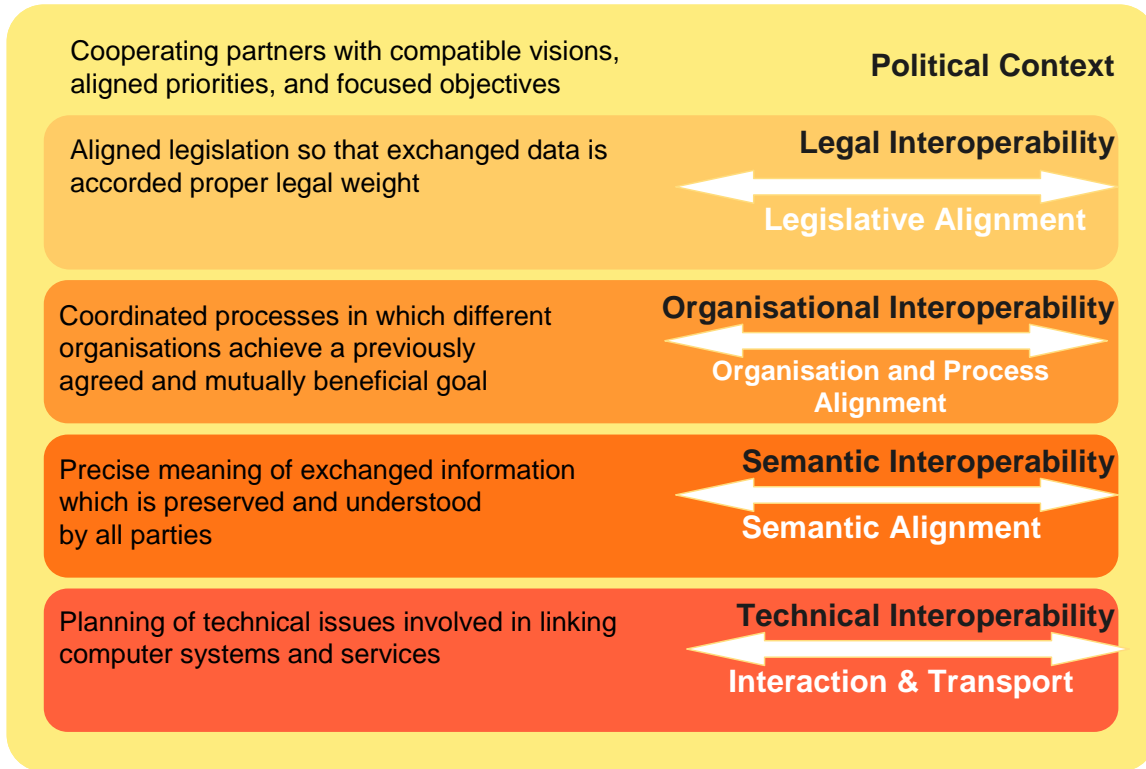 Cooperating partners with compatible visions,
aligned priorities, and focused objectives
Political Context
Aligned legislation so that exchanged data is
accorded proper legal weight
Legal Interoperability
Legislative Alignment
Coordinated processes in which different
organisations achieve a previously
agreed and mutually beneficial goal
Organisational Interoperability
Organisation and Process
Alignment
Precise meaning of exchanged information
which is preserved and understood
by all parties
Semantic Interoperability
Semantic Alignment
Planning of technical issues involved in linking
computer systems and services
Technical Interoperability
Interaction & Transport